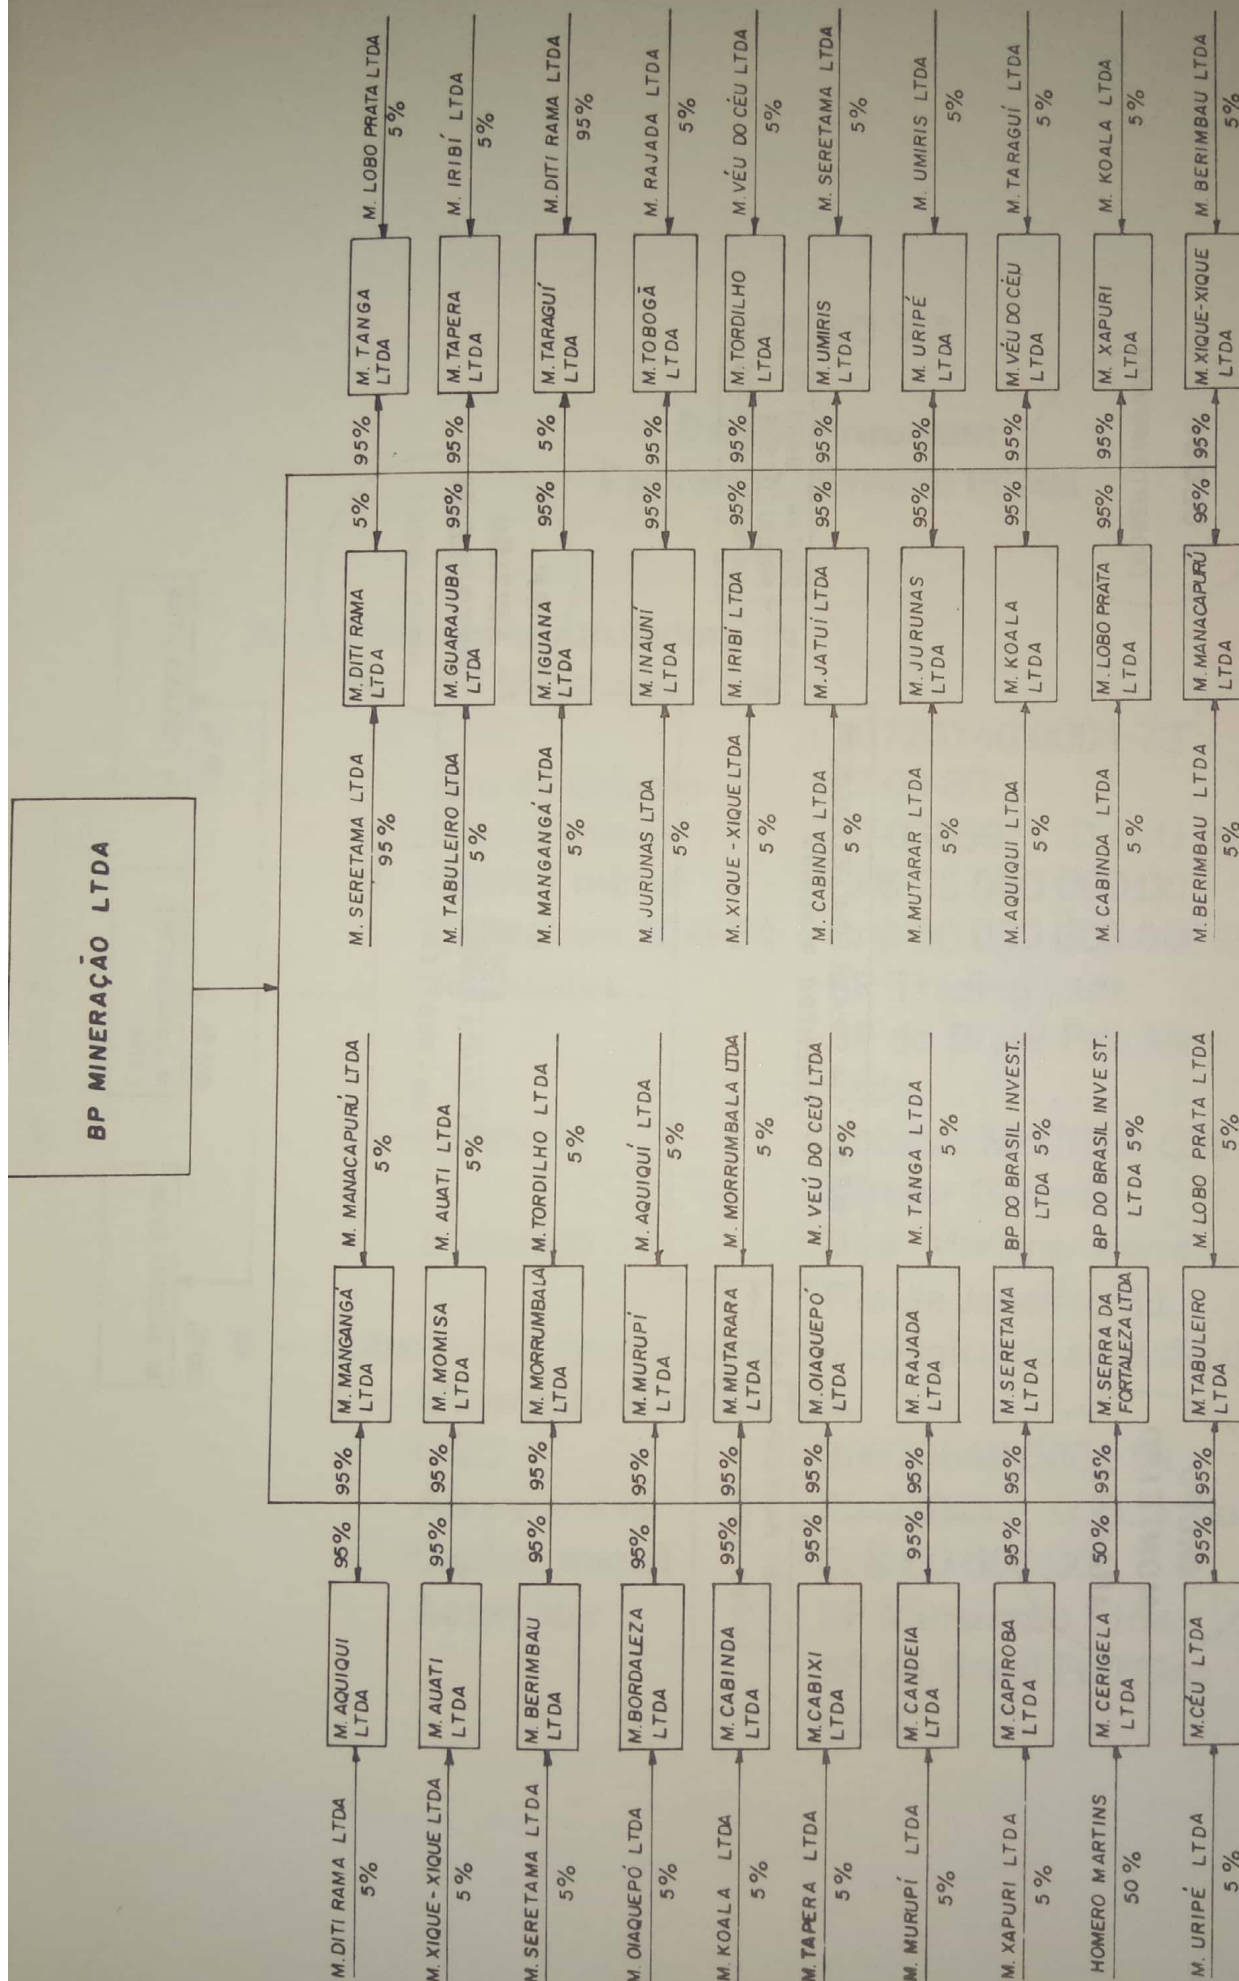 BP MINERAÇÃO LTDA
M. DITI RAMA LTDA
5%
M. AQUIQUI
LTDA
95%
95%
M. MANGANGÁ
LTDA
M. MANACAPURÚ LTDA
5%
M. SERETAMA LTDA
95%
M. DITI RAMA
LTDA
5%
95%
M. TANGA
LTDA
M. LOBO PRATA LTDA
5%
M. XIQUE-XIQUE LTDA
5%
M. AUATI
LTDA
95%
95%
M. MOMISA
LTDA
M. AUATI LTDA
5%
M. TABULEIRO LTDA
5%
M. GUARAJUBA
LTDA
95%
95%
M. TAPERA
LTDA
M. IRIBÍ LTDA
5%
M. SERETAMA LTDA
5%
M. BERIMBAU
LTDA
95%
95%
M. MORRUMBALA
LTDA
M. TORDILHO LTDA
5%
M. MANGANGÁ LTDA
5%
M. IGUANA
LTDA
95%
5%
M. TARAGUÍ
LTDA
M. DITI RAMA LTDA
95%
M. OIAQUEPÓ LTDA
5%
M. BORDALEZA
LTDA
95%
95%
M. MURUPÍ
LTDA
M. AQUIQUÍ LTDA
5%
M. JURUNAS LTDA
5%
M. INAUNÍ
LTDA
95%
95%
M. TOBOGÃ
LTDA
M. RAJADA LTDA
5%
M. KOALA LTDA
5%
M. CABINDA
LTDA
95%
95%
M. MUTARARA
LTDA
M. MORRUMBALA LTDA
5%
M. XIQUE-XIQUE LTDA
5%
M. IRIBÍ LTDA
95%
95%
M. TORDILHO
LTDA
M. VÉU DO CÉU LTDA
5%
M. TAPERA LTDA
5%
M. CABIXI
LTDA
95%
95%
M. OIAQUEPÓ
LTDA
M. VEÚ DO CEÚ LTDA
5%
M. CABINDA LTDA
5%
M. JATUÍ LTDA
95%
95%
M. UMIRIS
LTDA
M. SERETAMA LTDA
5%
M. MURUPÍ LTDA
5%
M. CANDEIA
LTDA
95%
95%
M. RAJADA
LTDA
M. TANGA LTDA
5%
M. MUTARAR LTDA
5%
M. JURUNAS
LTDA
95%
95%
M. URIPÉ
LTDA
M. UMIRIS LTDA
5%
M. XAPURI LTDA
5%
M. CAPIROBA
LTDA
95%
95%
M. SERETAMA
LTDA
BP DO BRASIL INVEST.
LTDA 5%
M. AQUIQUI LTDA
5%
M. KOALA
LTDA
95%
95%
M. VÉU DO CÉU
LTDA
M. TARAGUÍ LTDA
5%
HOMERO MARTINS
50%
M. CERIGELA
LTDA
50%
95%
M. SERRA DA
FORTALEZA LTDA
BP DO BRASIL INVEST.
LTDA 5%
M. CABINDA LTDA
5%
M. LOBO PRATA
LTDA
95%
95%
M. XAPURI
LTDA
M. KOALA LTDA
5%
M. URIPÉ LTDA
5%
M. CÉU LTDA
95%
95%
M. TABULEIRO
LTDA
M. LOBO PRATA LTDA
5%
M. BERIMBAU LTDA
5%
M. MANACAPURÚ
LTDA
95%
95%
M. XIQUE-XIQUE
LTDA
M. BERIMBAU LTDA
5%